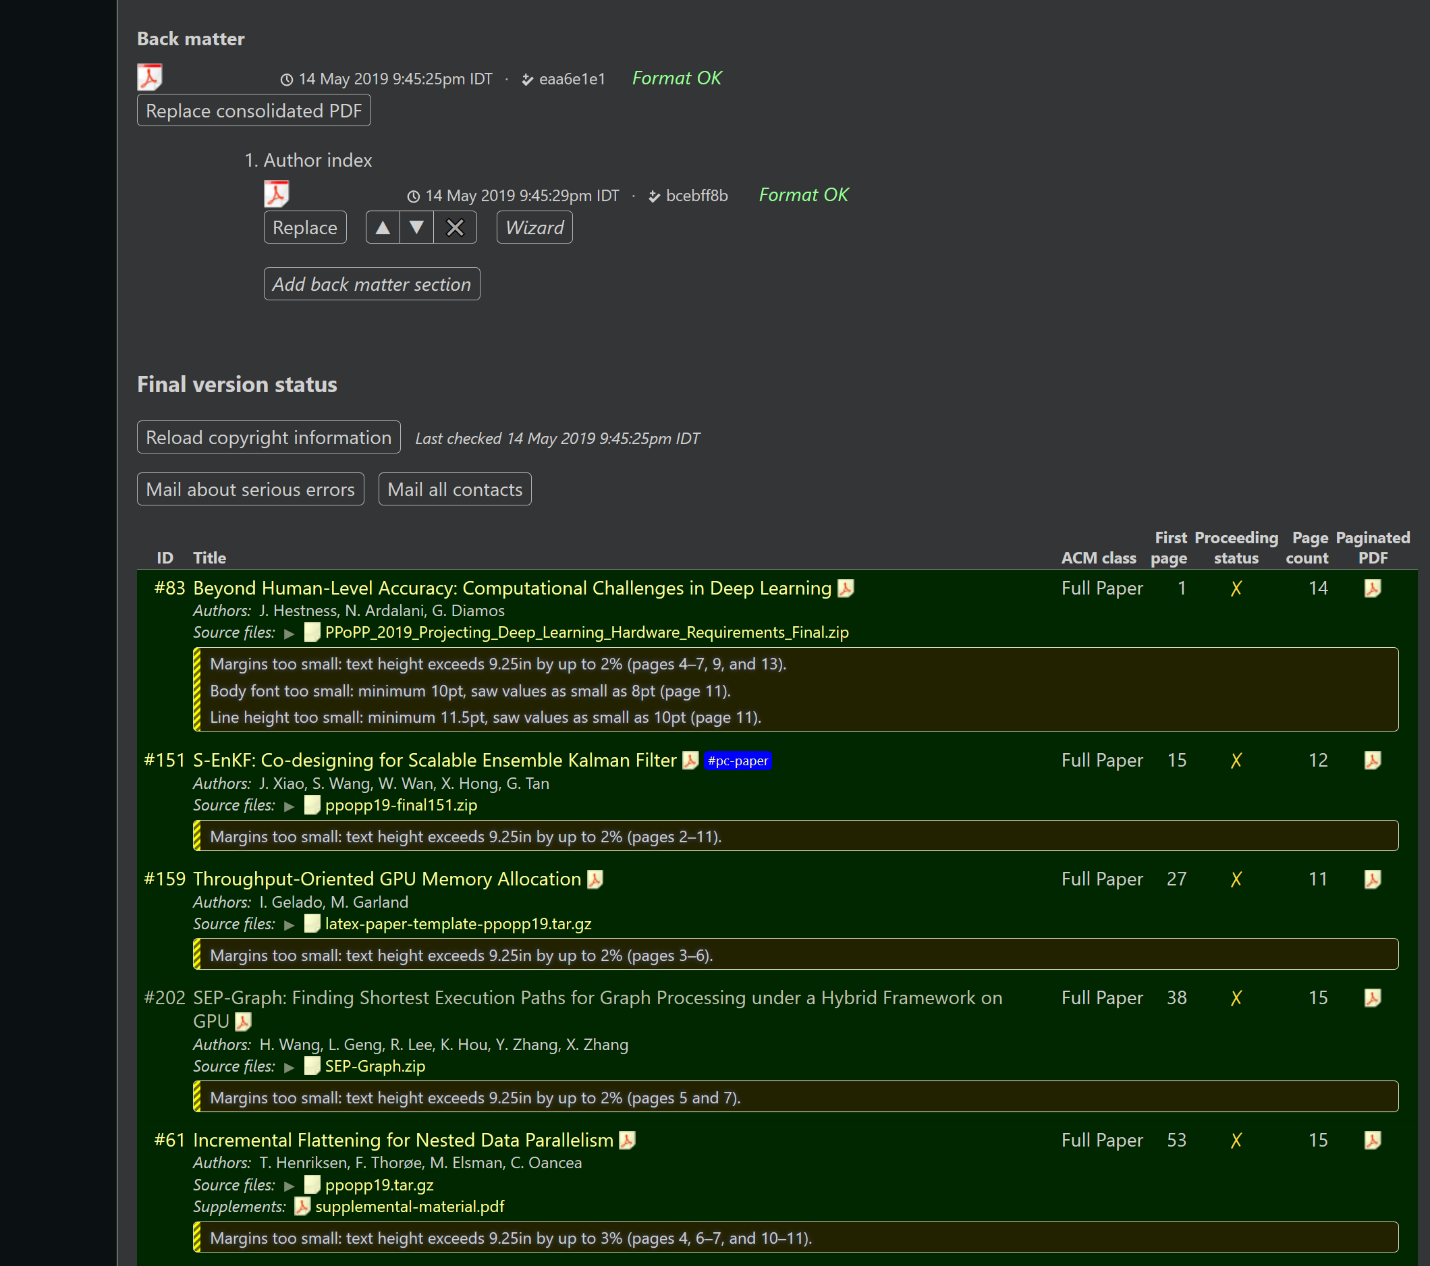 Back matter
14 May 2019 9:45:25pm IDT · eaa6e1e1 Format OK
Replace consolidated PDF
1. Author index
14 May 2019 9:45:29pm IDT · bcebff8b Format OK
Replace ▲ ▼ ✕ Wizard
Add back matter section
Final version status
Reload copyright information Last checked 14 May 2019 9:45:25pm IDT
Mail about serious errors Mail all contacts
ID Title ACM class First page Proceeding status Page count Paginated PDF
#83 Beyond Human-Level Accuracy: Computational Challenges in Deep Learning Full Paper 1 ✗ 14
Authors: J. Hestness, N. Ardalani, G. Diamos
Source files: ▶ PPoPP_2019_Projecting_Deep_Learning_Hardware_Requirements_Final.zip
Margins too small: text height exceeds 9.25in by up to 2% (pages 4–7, 9, and 13).
Body font too small: minimum 10pt, saw values as small as 8pt (page 11).
Line height too small: minimum 11.5pt, saw values as small as 10pt (page 11).
#151 S-EnKF: Co-designing for Scalable Ensemble Kalman Filter #pc-paper Full Paper 15 ✗ 12
Authors: J. Xiao, S. Wang, W. Wan, X. Hong, G. Tan
Source files: ▶ ppopp19-final151.zip
Margins too small: text height exceeds 9.25in by up to 2% (pages 2–11).
#159 Throughput-Oriented GPU Memory Allocation Full Paper 27 ✗ 11
Authors: I. Gelado, M. Garland
Source files: ▶ latex-paper-template-ppopp19.tar.gz
Margins too small: text height exceeds 9.25in by up to 2% (pages 3–6).
#202 SEP-Graph: Finding Shortest Execution Paths for Graph Processing under a Hybrid Framework on Full Paper 38 ✗ 15
GPU
Authors: H. Wang, L. Geng, R. Lee, K. Hou, Y. Zhang, X. Zhang
Source files: ▶ SEP-Graph.zip
Margins too small: text height exceeds 9.25in by up to 2% (pages 5 and 7).
#61 Incremental Flattening for Nested Data Parallelism Full Paper 53 ✗ 15
Authors: T. Henriksen, F. Thorøe, M. Elsman, C. Oancea
Source files: ▶ ppopp19.tar.gz
Supplements: supplemental-material.pdf
Margins too small: text height exceeds 9.25in by up to 3% (pages 4, 6–7, and 10–11).